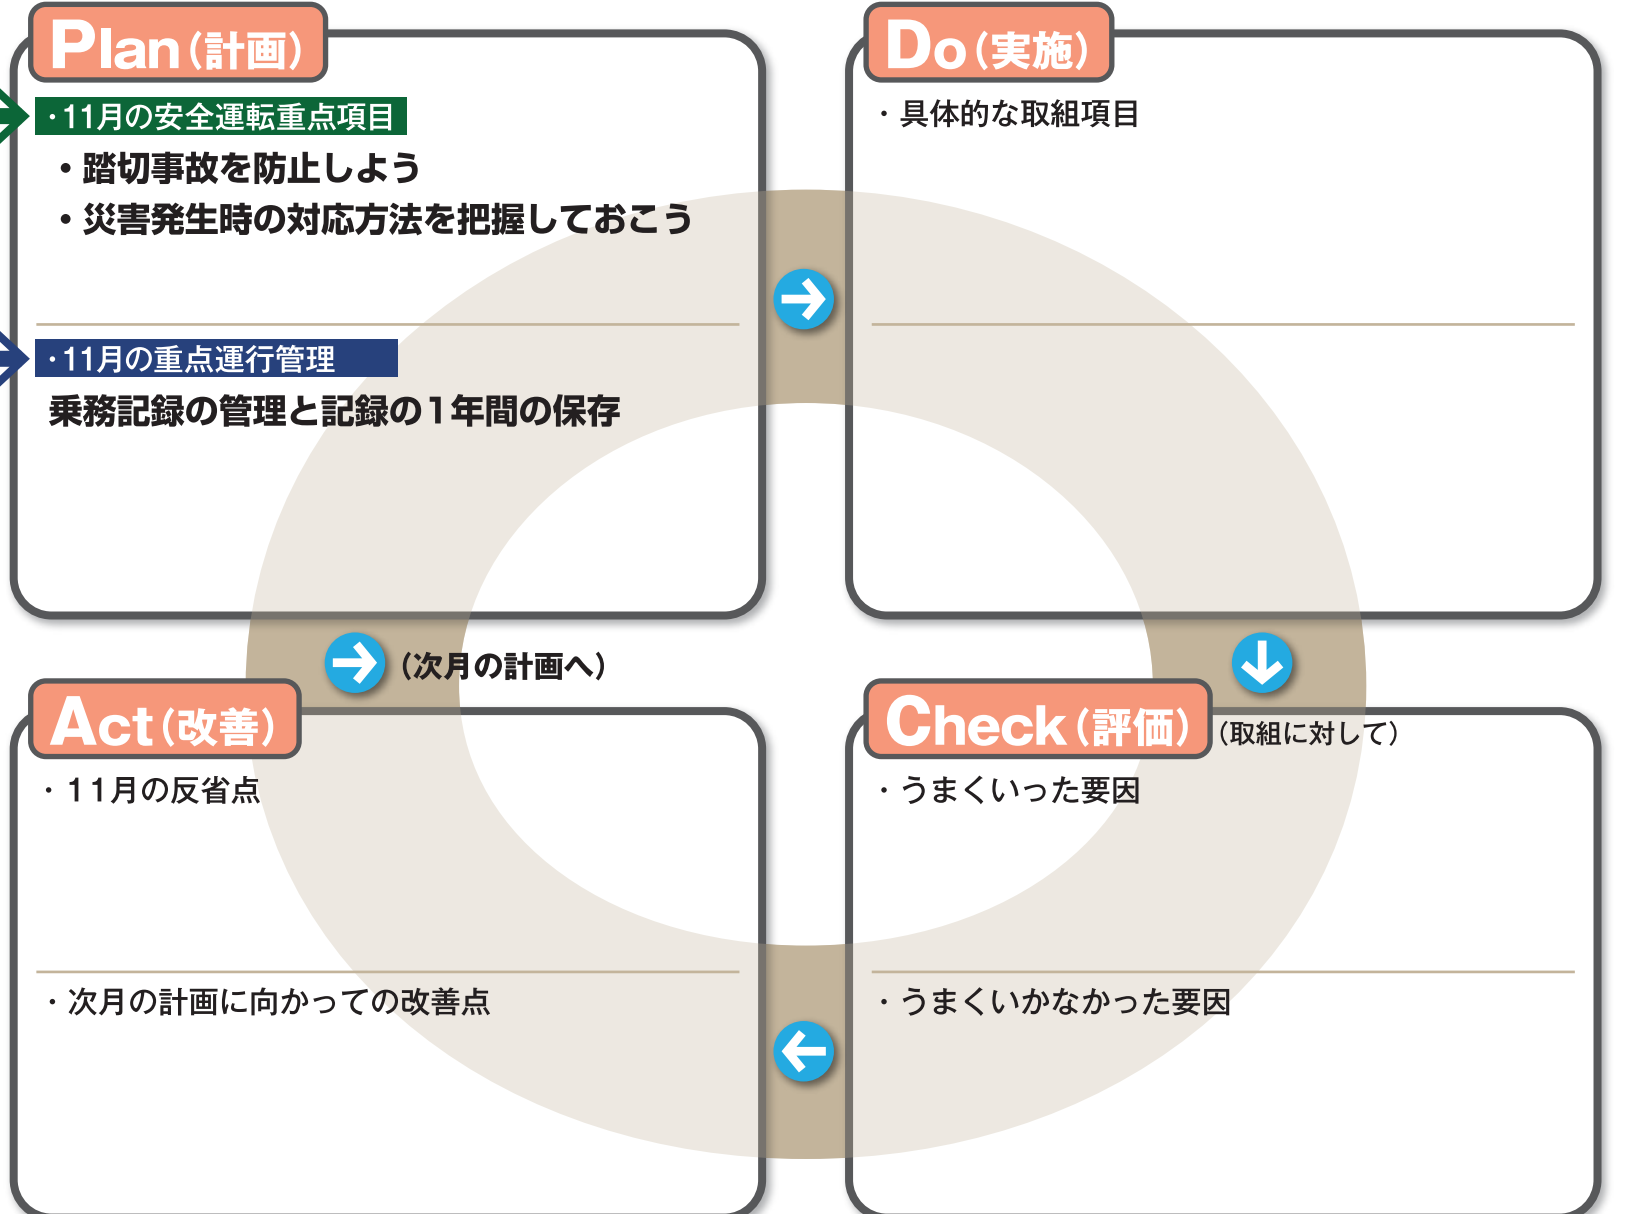 Plan(計画)
・11月の安全運転重点項目
・踏切事故を防止しよう
・災害発生時の対応方法を把握しておこう
・11月の重点運行管理
乗務記録の管理と記録の1年間の保存
Do(実施)
・具体的な取組項目
(次月の計画へ)
Act(改善)
・11月の反省点
・次月の計画に向かっての改善点
Check(評価)(取組に対して)
・うまくいった要因
・うまくいかなかった要因